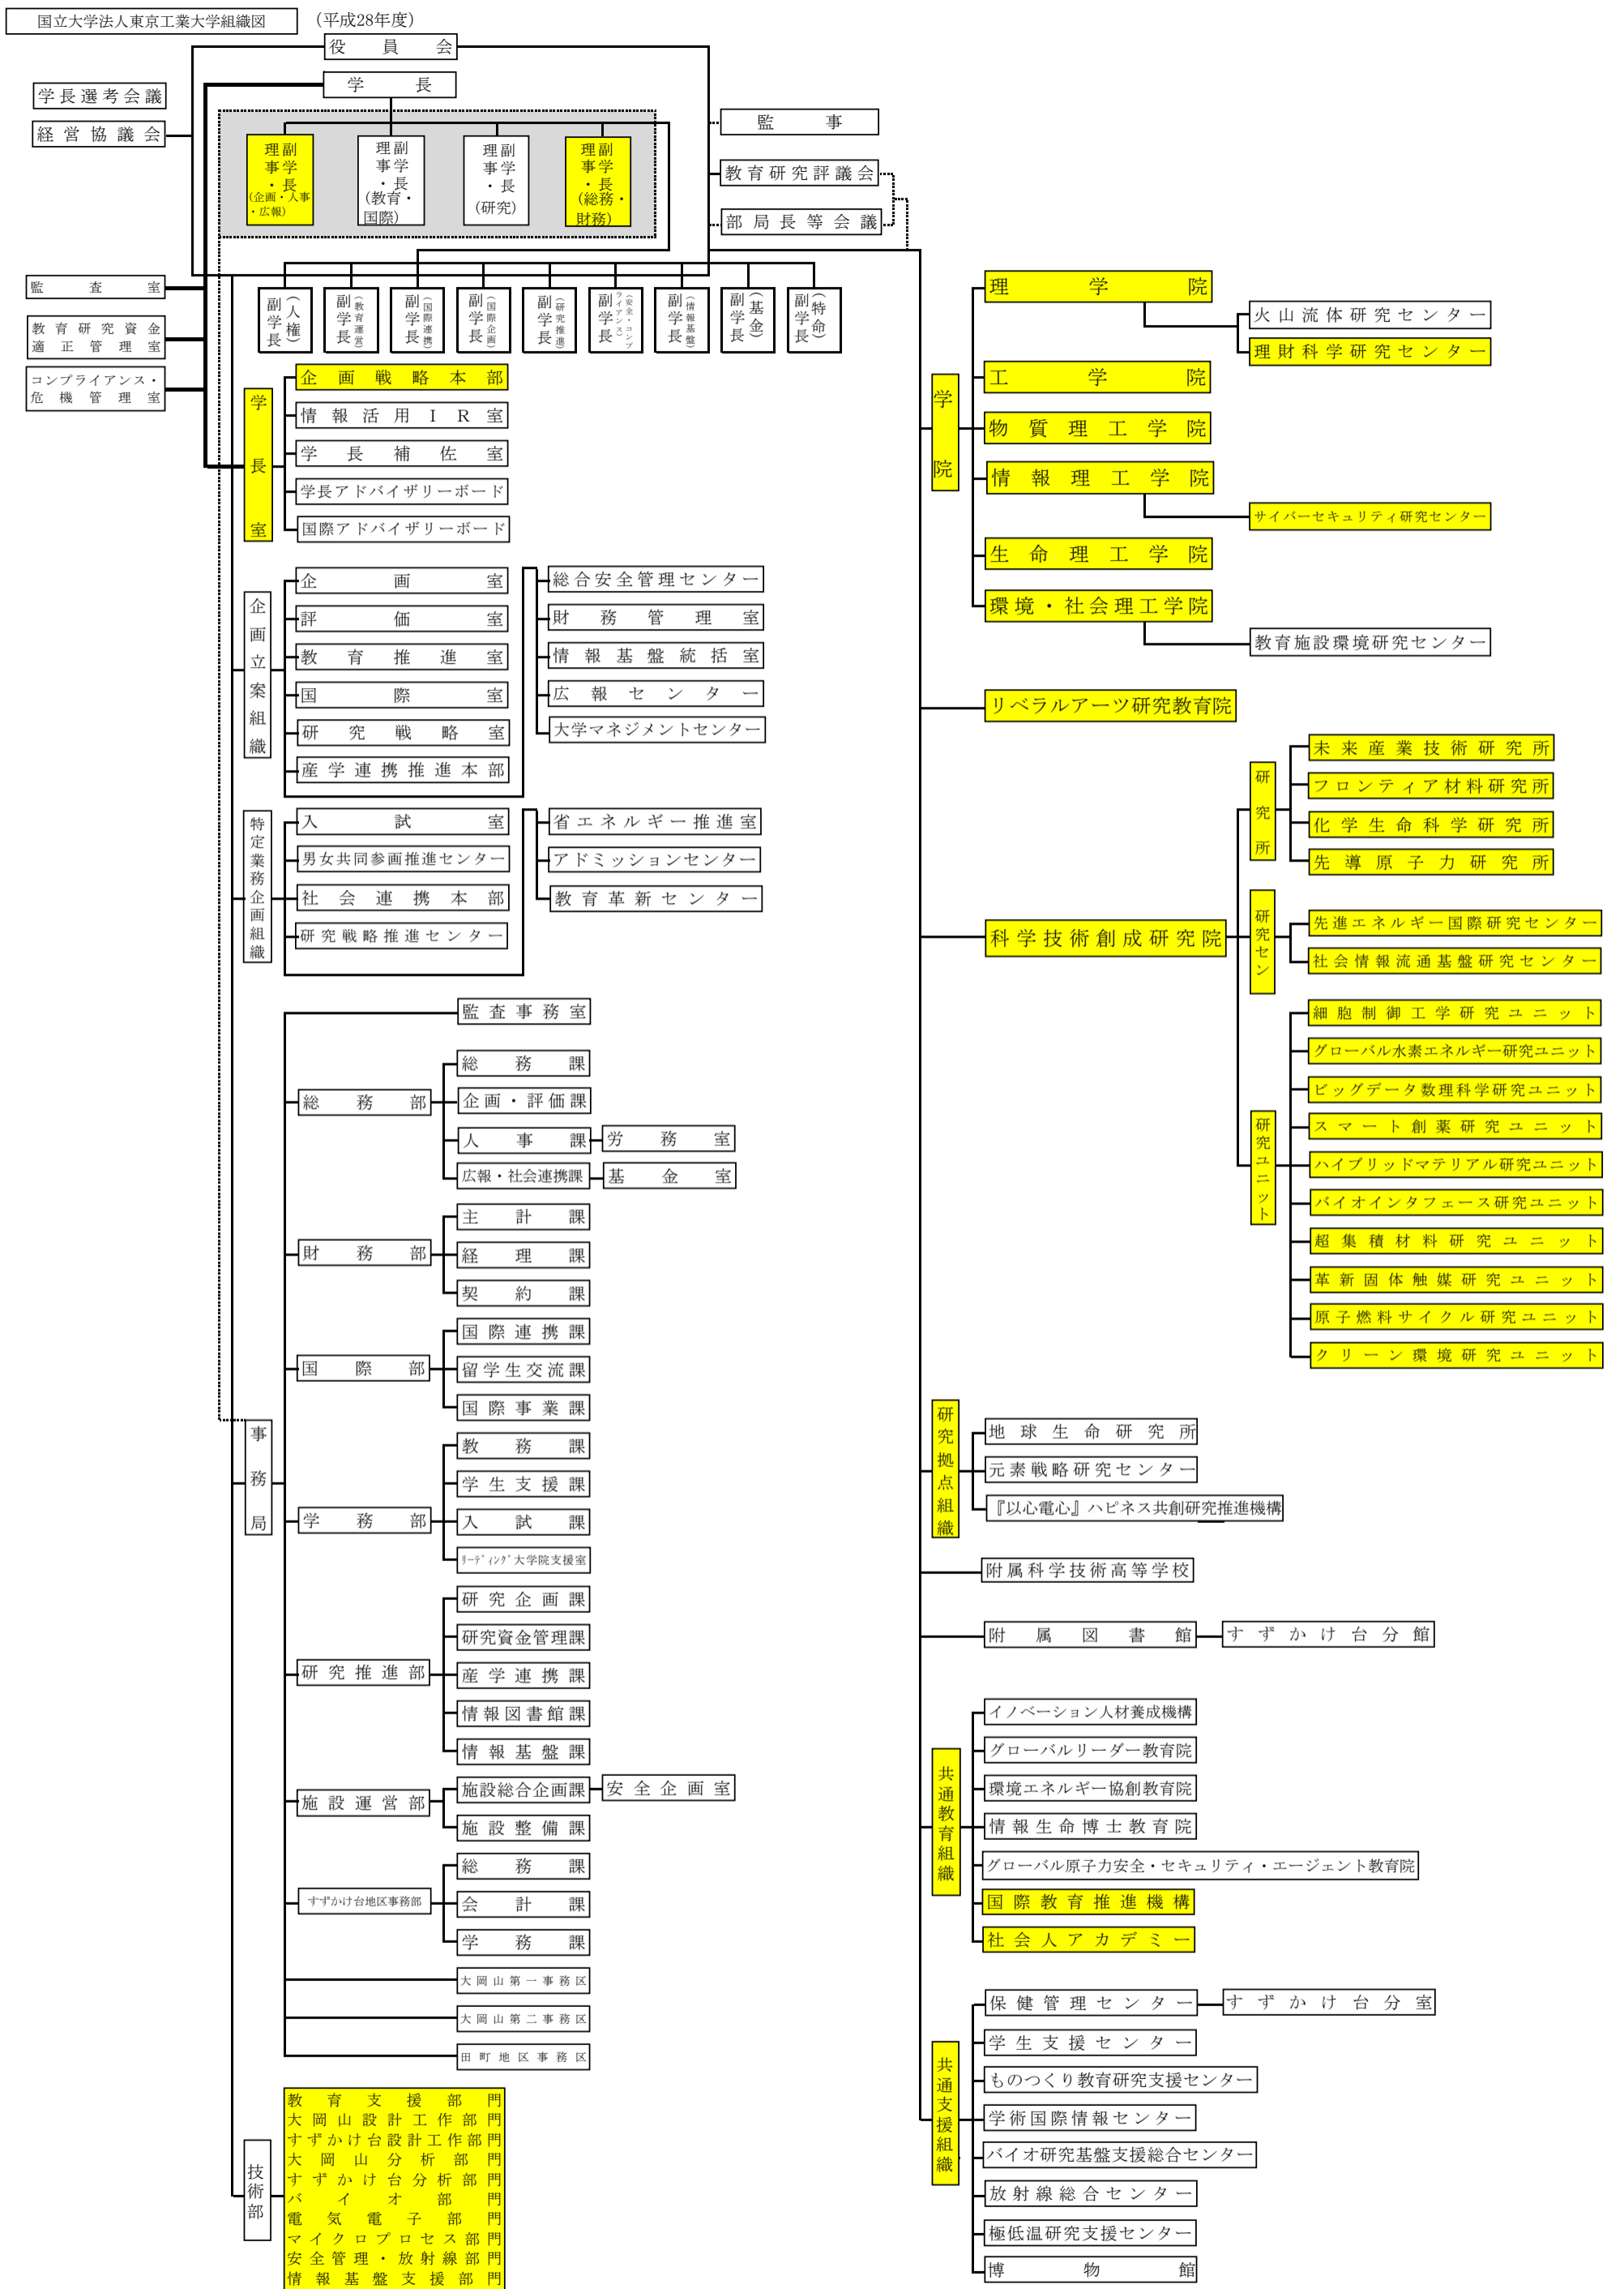 国立大学法人東京工業大学組織図
(平成28年度)
役員会
学長
学長選考会議
経営協議会
監事
教育研究評議会
部局長等会議
理事・副学長(企画・人事・広報)
理事・副学長(教育・国際)
理事・副学長(研究)
理事・副学長(総務・財務)
監査室
教育研究資金
適正管理室
コンプライアンス・
危機管理室
副学長(人権)
副学長(教育運営)
副学長(国際連携)
副学長(国際企画)
副学長(研究推進)
副学長(安全・コンプライアンス)
副学長(情報基盤)
副学長(基金)
副学長(特命)
学長室
企画戦略本部
情報活用IR室
学長補佐室
学長アドバイザリーボード
国際アドバイザリーボード
企画立案組織
企画室
評価室
教育推進室
国際室
研究戦略室
産学連携推進本部
総合安全管理センター
財務管理室
情報基盤統括室
広報センター
大学マネジメントセンター
特定業務企画組織
入試室
男女共同参画推進センター
社会連携本部
研究戦略推進センター
省エネルギー推進室
アドミッションセンター
教育革新センター
事務局
監査事務室
総務部
総務課
企画・評価課
人事課
労務室
広報・社会連携課
基金室
財務部
主計課
経理課
契約課
国際部
国際連携課
留学生交流課
国際事業課
学務部
教務課
学生支援課
入試課
リーディング大学院支援室
研究推進部
研究企画課
研究資金管理課
産学連携課
情報図書館課
情報基盤課
施設運営部
施設総合企画課
安全企画室
施設整備課
すずかけ台地区事務部
総務課
会計課
学務課
大岡山第一事務区
大岡山第二事務区
田町地区事務区
技術部
教育支援部門
大岡山設計工作部門
すずかけ台設計工作部門
大岡山分析部門
すずかけ台分析部門
バイオ部門
電気電子部門
マイクロプロセス部門
安全管理・放射線部門
情報基盤支援部門
学院
理学院
火山流体研究センター
理財科学研究センター
工学院
物質理工学院
情報理工学院
サイバーセキュリティ研究センター
生命理工学院
環境・社会理工学院
教育施設環境研究センター
リベラルアーツ研究教育院
科学技術創成研究院
研究所
未来産業技術研究所
フロンティア材料研究所
化学生命科学研究所
先導原子力研究所
研究セン
先進エネルギー国際研究センター
社会情報流通基盤研究センター
研究ユニット
細胞制御工学研究ユニット
グローバル水素エネルギー研究ユニット
ビッグデータ数理科学研究ユニット
スマート創薬研究ユニット
ハイブリッドマテリアル研究ユニット
バイオインタフェース研究ユニット
超集積材料研究ユニット
革新固体触媒研究ユニット
原子燃料サイクル研究ユニット
クリーン環境研究ユニット
研究拠点組織
地球生命研究所
元素戦略研究センター
『以心電心』ハピネス共創研究推進機構
附属科学技術高等学校
附属図書館
すずかけ台分館
共通教育組織
イノベーション人材養成機構
グローバルリーダー教育院
環境エネルギー協創教育院
情報生命博士教育院
グローバル原子力安全・セキュリティ・エージェント教育院
国際教育推進機構
社会人アカデミー
共通支援組織
保健管理センター
すずかけ台分室
学生支援センター
ものつくり教育研究支援センター
学術国際情報センター
バイオ研究基盤支援総合センター
放射線総合センター
極低温研究支援センター
博物館